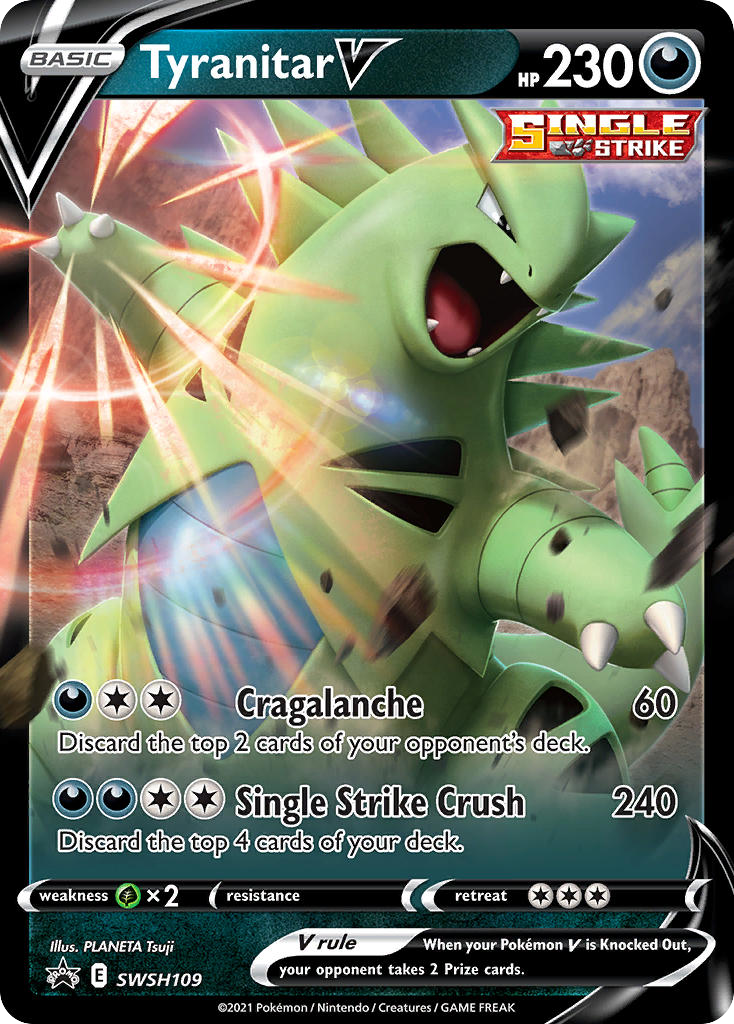 BASIC
Tyranitar V
HP 230
SINGLE
STRIKE
Cragalanche 60
Discard the top 2 cards of your opponent's deck.
Single Strike Crush 240
Discard the top 4 cards of your deck.
weakness ×2 resistance retreat
Illus. PLANETA Tsuji
V rule When your Pokémon V is Knocked Out,
your opponent takes 2 Prize cards.
PROMO E SWSH109
©2021 Pokémon / Nintendo / Creatures / GAME FREAK